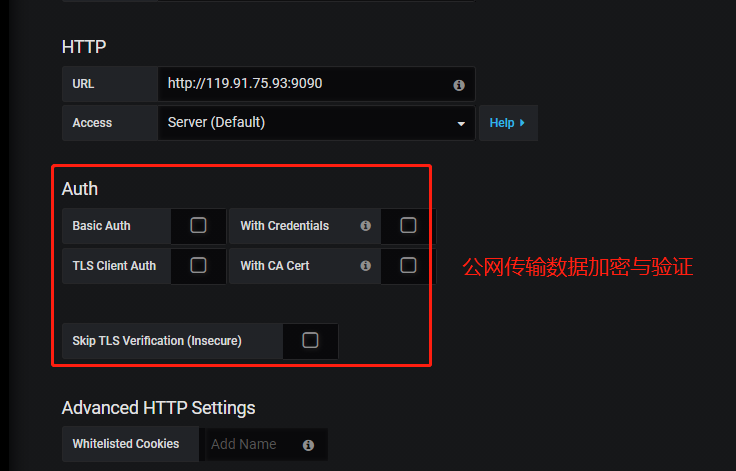 HTTP
URL http://119.91.75.93:9090
Access Server (Default) Help
Auth
Basic Auth With Credentials
TLS Client Auth With CA Cert
公网传输数据加密与验证
Skip TLS Verification (Insecure)
Advanced HTTP Settings
Whitelisted Cookies Add Name